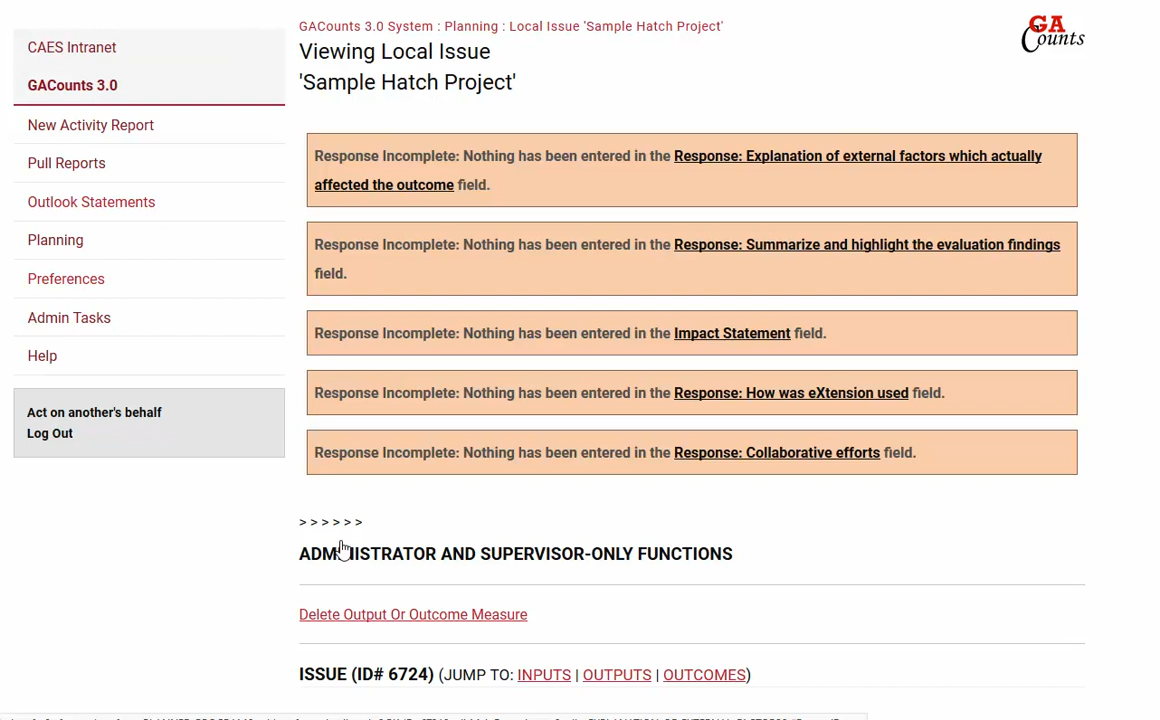 GACounts 3.0 System : Planning : Local Issue 'Sample Hatch Project'
Viewing Local Issue
'Sample Hatch Project'
GA
Counts
CAES Intranet
GACounts 3.0
New Activity Report
Pull Reports
Outlook Statements
Planning
Preferences
Admin Tasks
Help
Act on another's behalf
Log Out
Response Incomplete: Nothing has been entered in the Response: Explanation of external factors which actually
affected the outcome field.
Response Incomplete: Nothing has been entered in the Response: Summarize and highlight the evaluation findings
field.
Response Incomplete: Nothing has been entered in the Impact Statement field.
Response Incomplete: Nothing has been entered in the Response: How was eXtension used field.
Response Incomplete: Nothing has been entered in the Response: Collaborative efforts field.
> > > > > >
ADMINISTRATOR AND SUPERVISOR-ONLY FUNCTIONS
Delete Output Or Outcome Measure
ISSUE (ID# 6724) (JUMP TO: INPUTS | OUTPUTS | OUTCOMES)